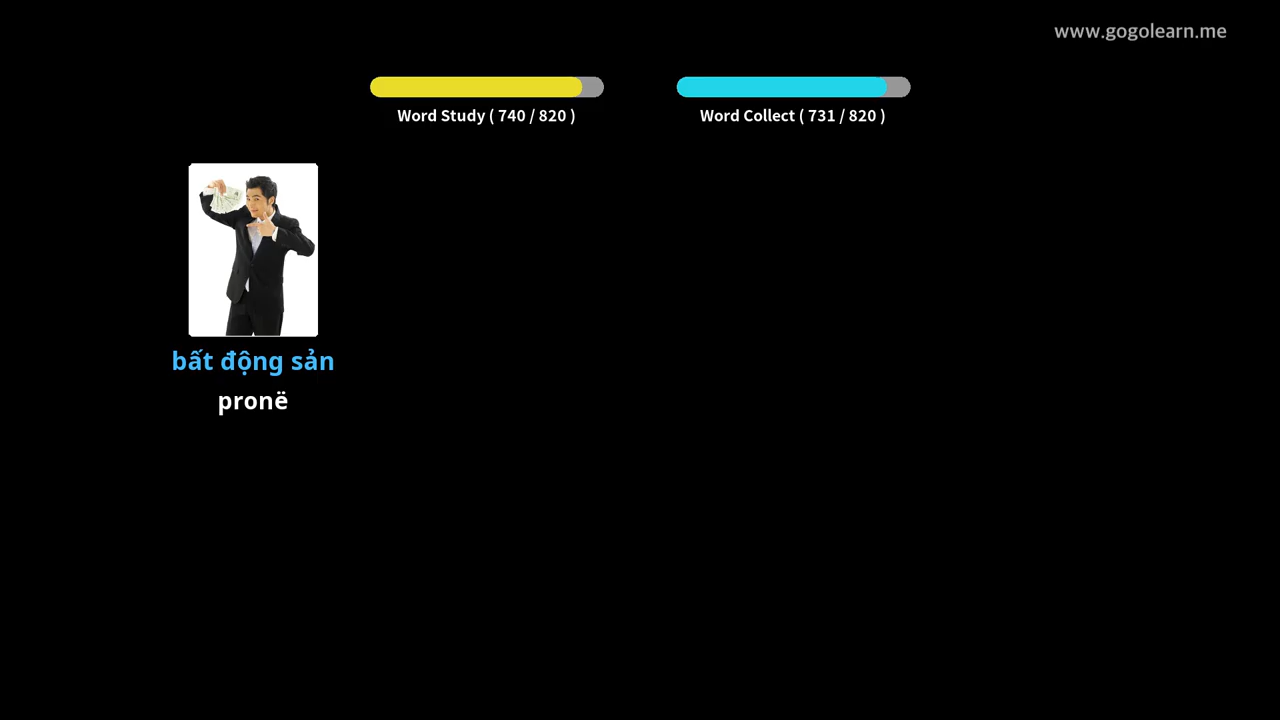 www.gogolearn.me
Word Study ( 740 / 820 )
Word Collect ( 731 / 820 )
bất động sản
pronë